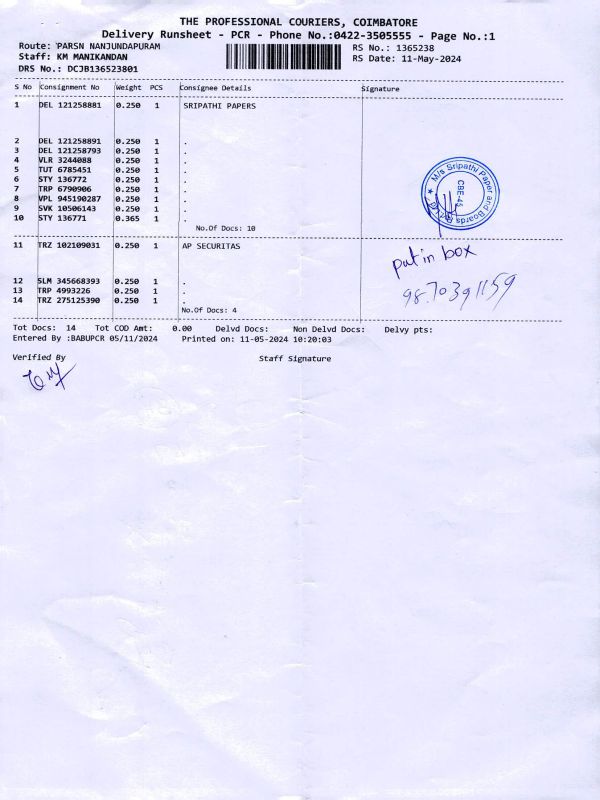 THE PROFESSIONAL COURIERS, COIMBATORE
Delivery Runsheet - PCR - Phone No.:0422-3505555 - Page No.:1
Route: PARSN NANJUNDAPURAM
RS No.: 1365238
Staff: KM MANIKANDAN
RS Date: 11-May-2024
DRS No.: DCJB136523801
S No Consignment No Weight PCS Consignee Details Signature
1 DEL 121258881 0.250 1 SRIPATHI PAPERS
2 DEL 121258891 0.250 1 .
3 DEL 121258793 0.250 1 .
4 VLR 3244088 0.250 1 .
5 TUT 6785451 0.250 1 .
6 STY 136772 0.250 1 .
7 TRP 6790906 0.250 1 .
8 VPL 945190287 0.250 1 .
9 SVK 10506143 0.250 1 .
10 STY 136771 0.365 1 .
No.Of Docs: 10
M/s Sripathi Paper and Boards
CBE-45
11 TRZ 102109031 0.250 1 AP SECURITAS
put in box
12 SLM 345668393 0.250 1 .
13 TRP 4993226 0.250 1 .
14 TRZ 275125390 0.250 1 .
9870391159
No.Of Docs: 4
Tot Docs: 14 Tot COD Amt: 0.00 Delvd Docs: Non Delvd Docs: Delvy pts:
Entered By :BABUPCR 05/11/2024 Printed on: 11-05-2024 10:20:03
Verified By Staff Signature